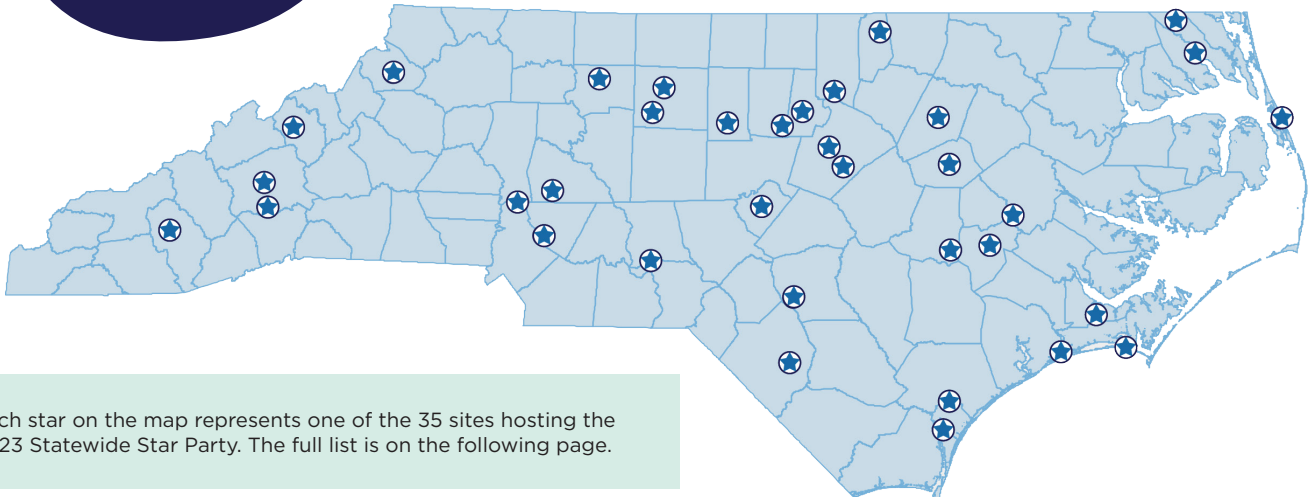 ch star on the map represents one of the 35 sites hosting the
23 Statewide Star Party. The full list is on the following page.